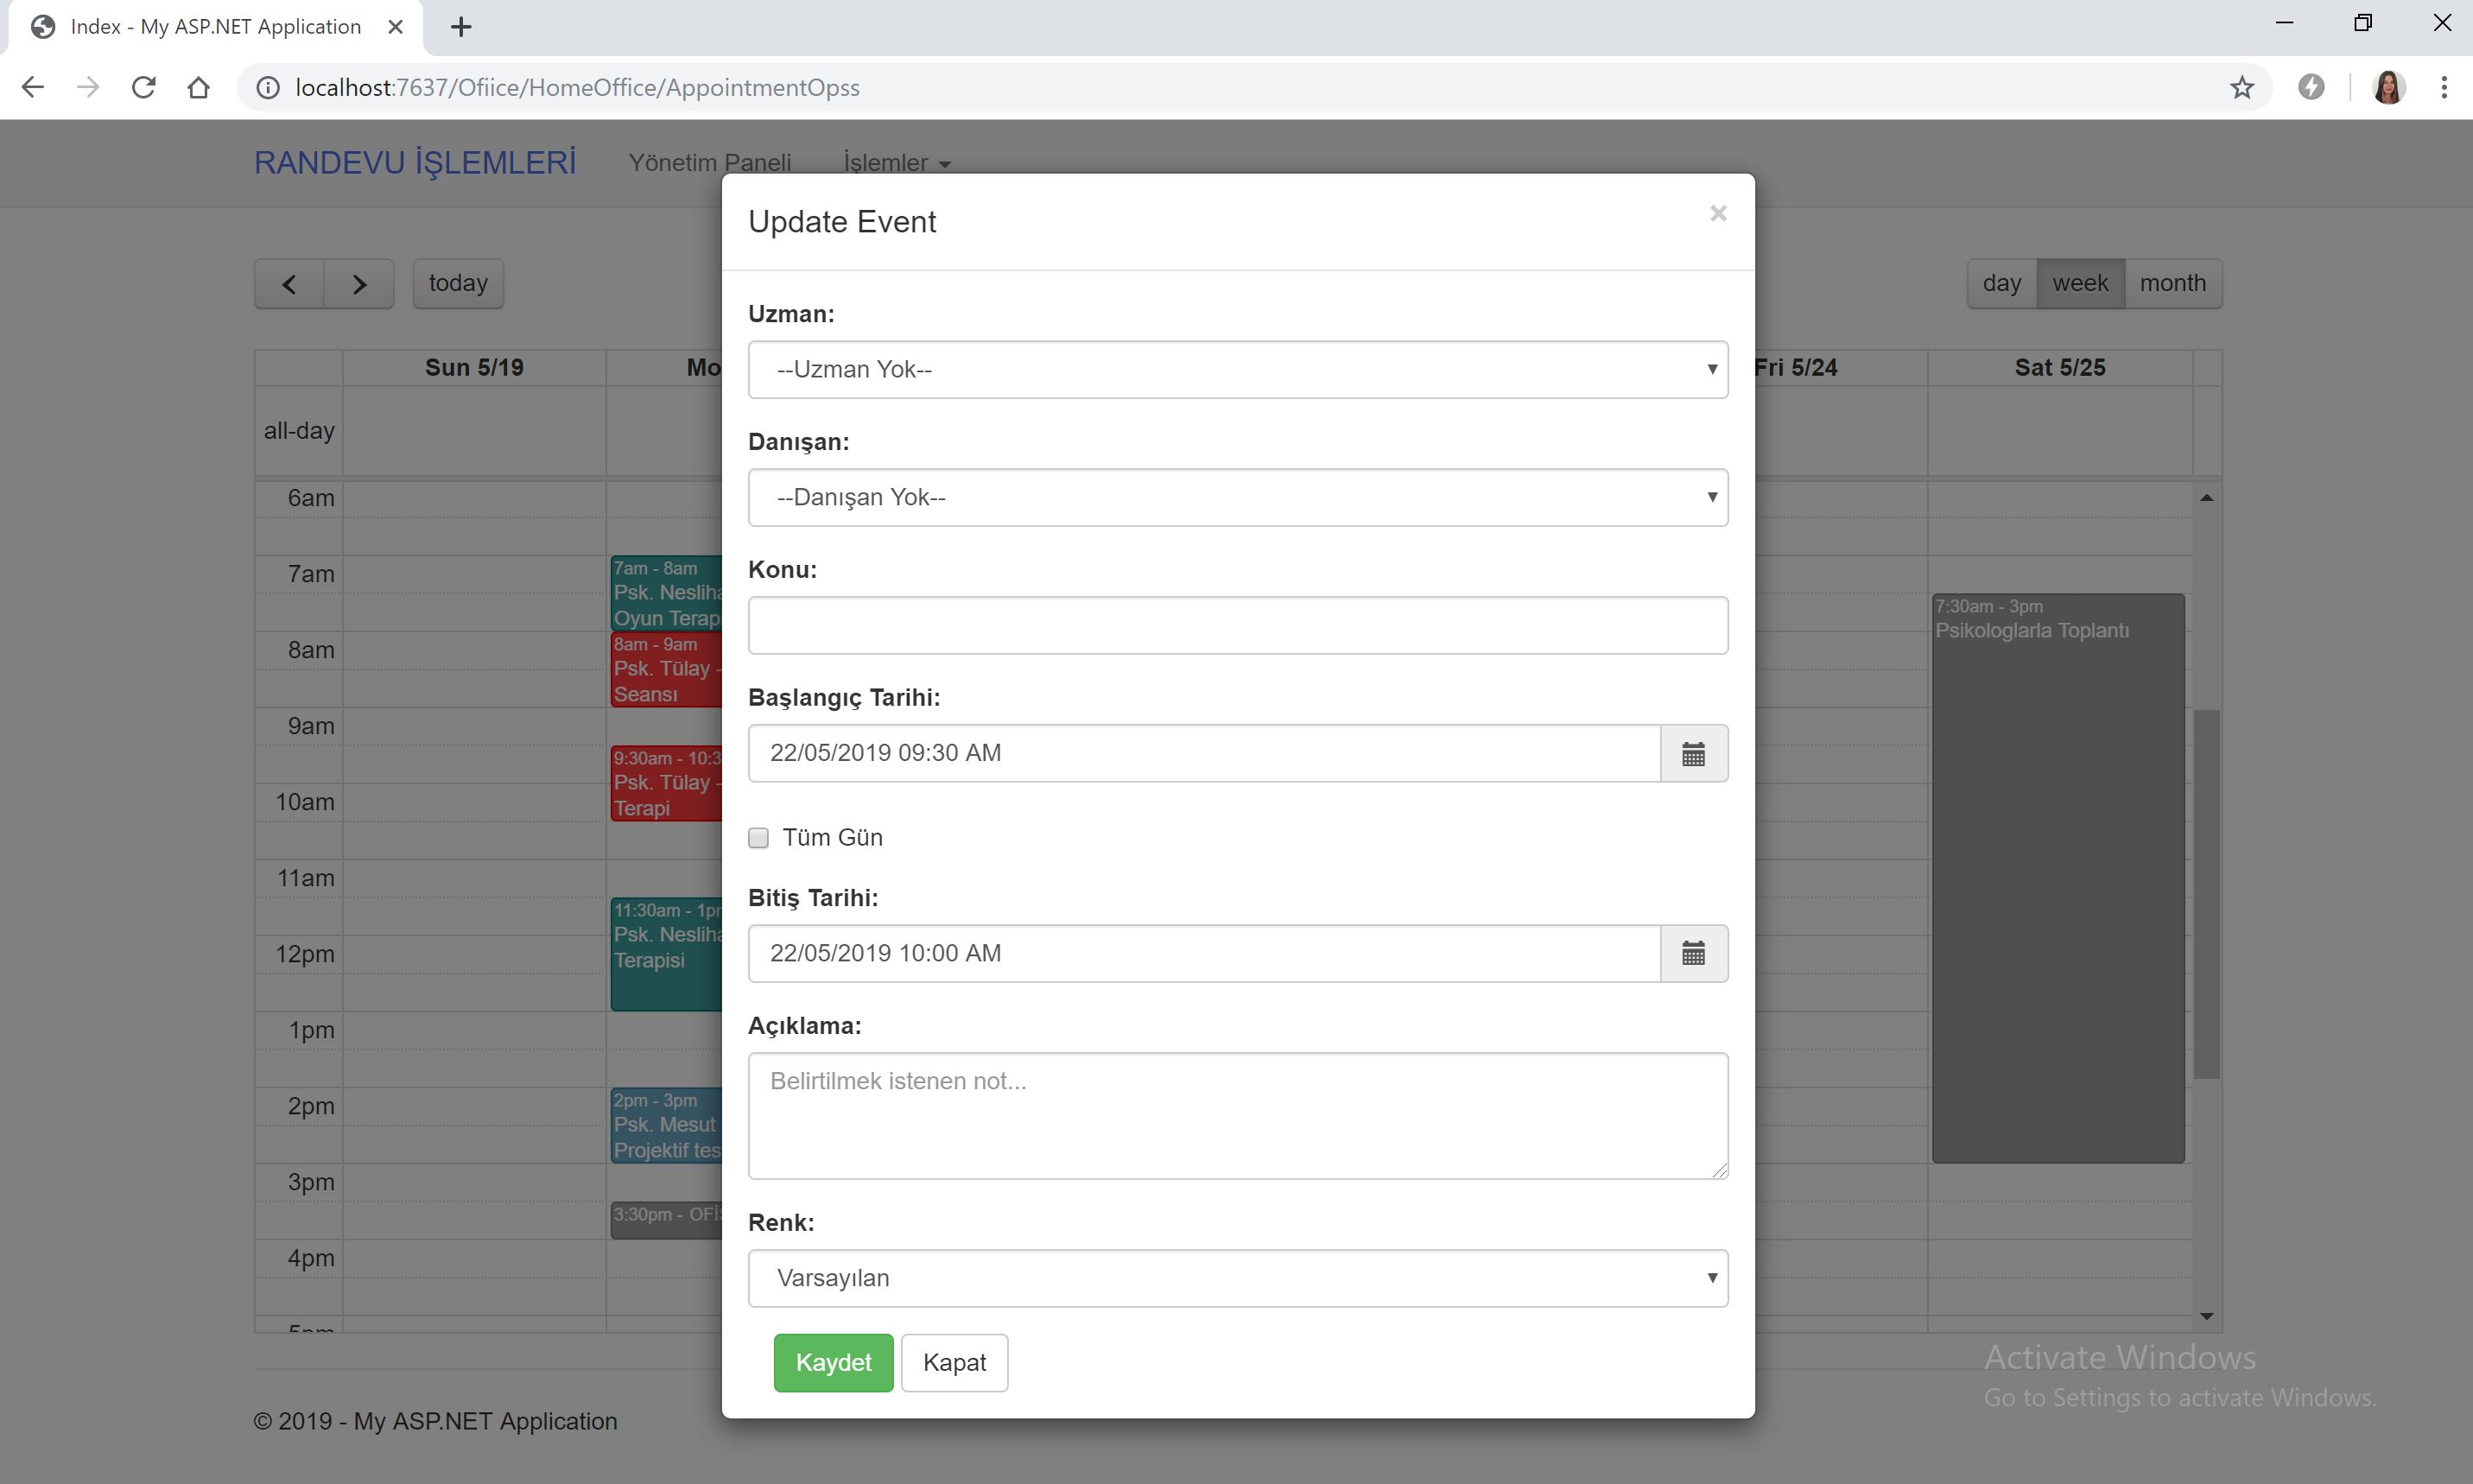 Index - My ASP.NET Application
localhost:7637/Ofiice/HomeOffice/AppointmentOpss
RANDEVU İŞLEMLERİ Yönetim Paneli İşlemler
today
day week month
Sun 5/19 Mo Fri 5/24 Sat 5/25
all-day
6am
7am
8am
9am
10am
11am
12pm
1pm
2pm
3pm
4pm
5pm
7am - 8am
Psk. Nesliha
Oyun Terap
8am - 9am
Psk. Tülay -
Seansı
9:30am - 10:3
Psk. Tülay -
Terapi
11:30am - 1pm
Psk. Nesliha
Terapisi
2pm - 3pm
Psk. Mesut
Projektif tes
3:30pm - OFİS
7:30am - 3pm
Psikologlarla Toplantı
Update Event ×
Uzman:
--Uzman Yok--
Danışan:
--Danışan Yok--
Konu:
Başlangıç Tarihi:
22/05/2019 09:30 AM
Tüm Gün
Bitiş Tarihi:
22/05/2019 10:00 AM
Açıklama:
Belirtilmek istenen not...
Renk:
Varsayılan
Kaydet Kapat
Activate Windows
Go to Settings to activate Windows.
© 2019 - My ASP.NET Application